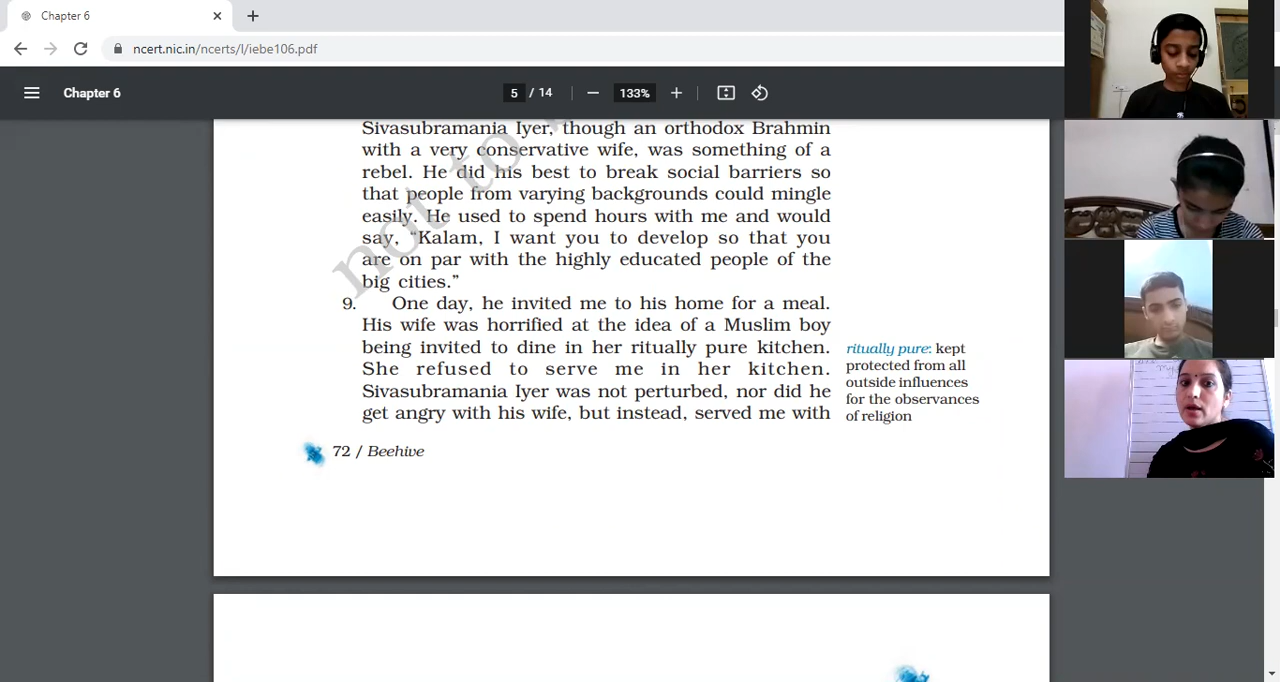 Chapter 6
ncert.nic.in/ncerts/l/iebe106.pdf
Chapter 6
5 / 14
133%
Sivasubramania Iyer, though an orthodox Brahmin
with a very conservative wife, was something of a
rebel. He did his best to break social barriers so
that people from varying backgrounds could mingle
easily. He used to spend hours with me and would
say, “Kalam, I want you to develop so that you
are on par with the highly educated people of the
big cities.”
9. One day, he invited me to his home for a meal.
His wife was horrified at the idea of a Muslim boy
being invited to dine in her ritually pure kitchen.
She refused to serve me in her kitchen.
Sivasubramania Iyer was not perturbed, nor did he
get angry with his wife, but instead, served me with
ritually pure: kept
protected from all
outside influences
for the observances
of religion
72 / Beehive
not to